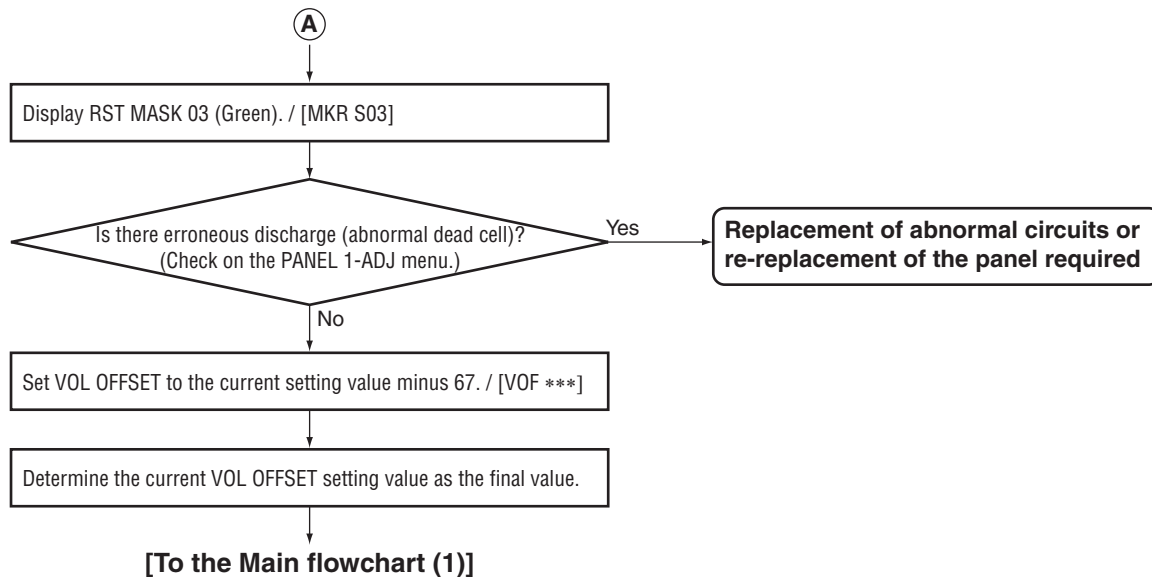 A
Display RST MASK 03 (Green). / [MKR S03]
Is there erroneous discharge (abnormal dead cell)?
(Check on the PANEL 1-ADJ menu.)
Yes
Replacement of abnormal circuits or
re-replacement of the panel required
No
Set VOL OFFSET to the current setting value minus 67. / [VOF ***]
Determine the current VOL OFFSET setting value as the final value.
[To the Main flowchart (1)]